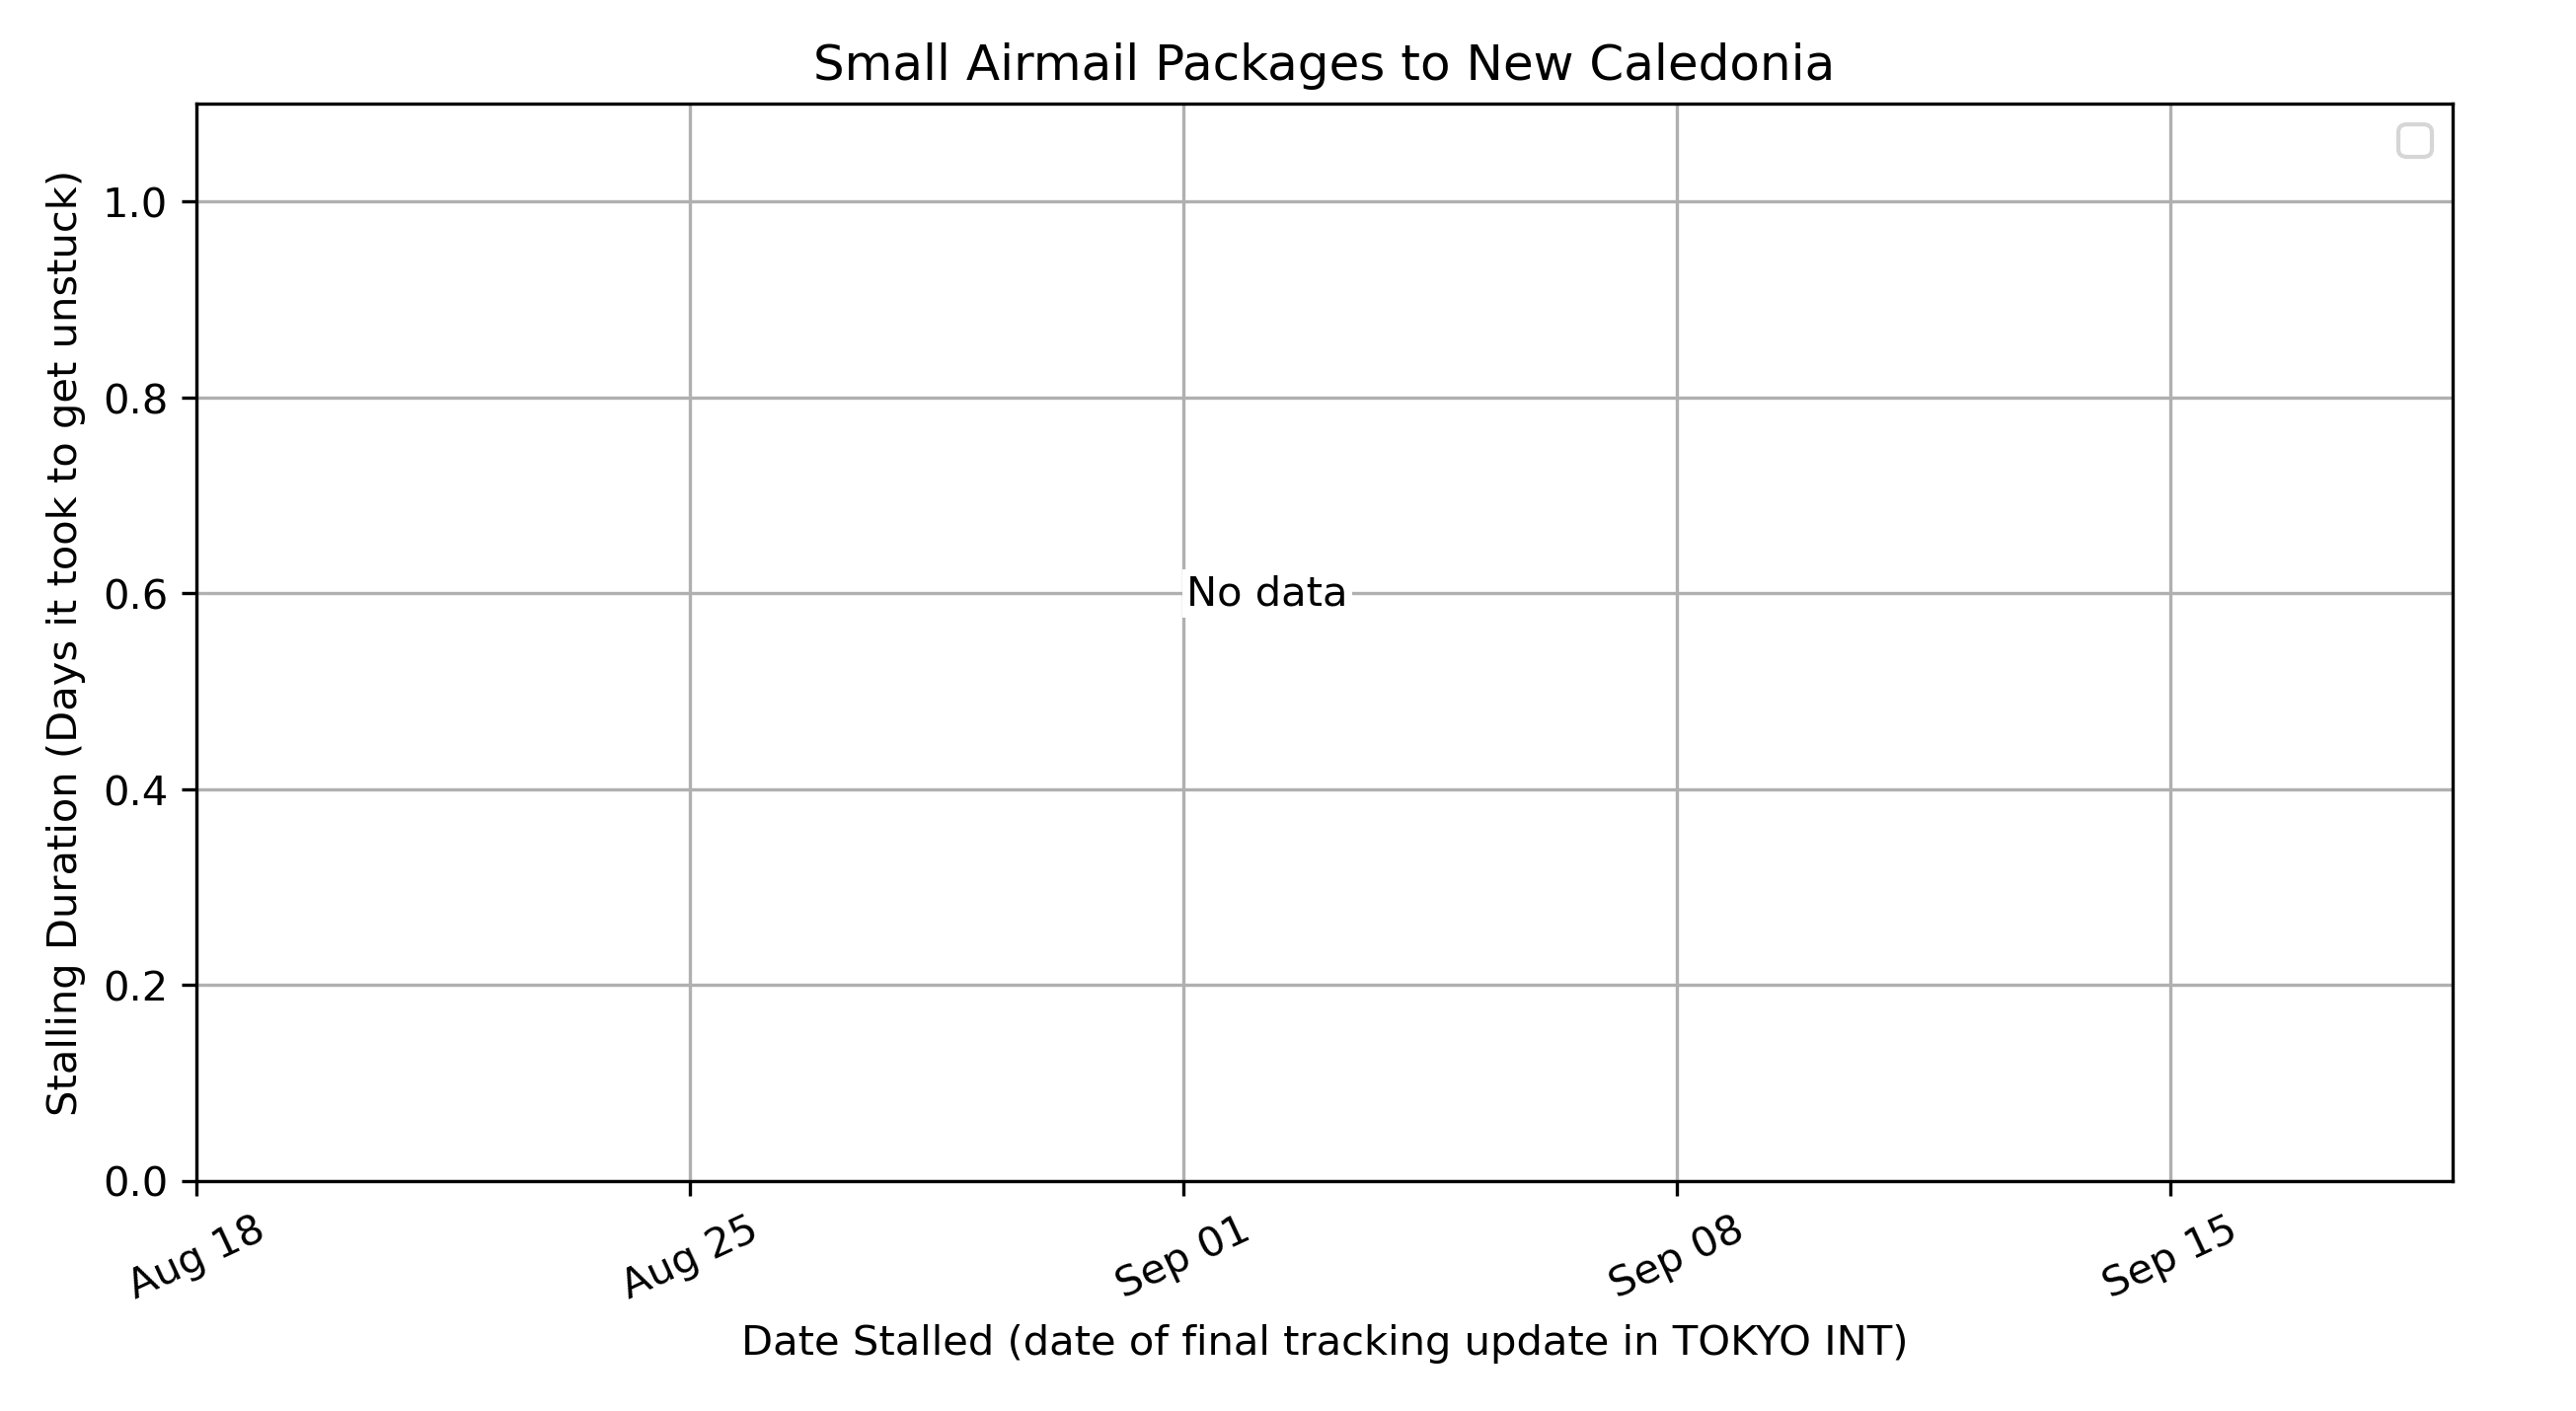 Small Airmail Packages to New Caledonia
Stalling Duration (Days it took to get unstuck)
1.0
0.8
0.6
0.4
0.2
0.0
No data
Aug 18
Aug 25
Sep 01
Sep 08
Sep 15
Date Stalled (date of final tracking update in TOKYO INT)